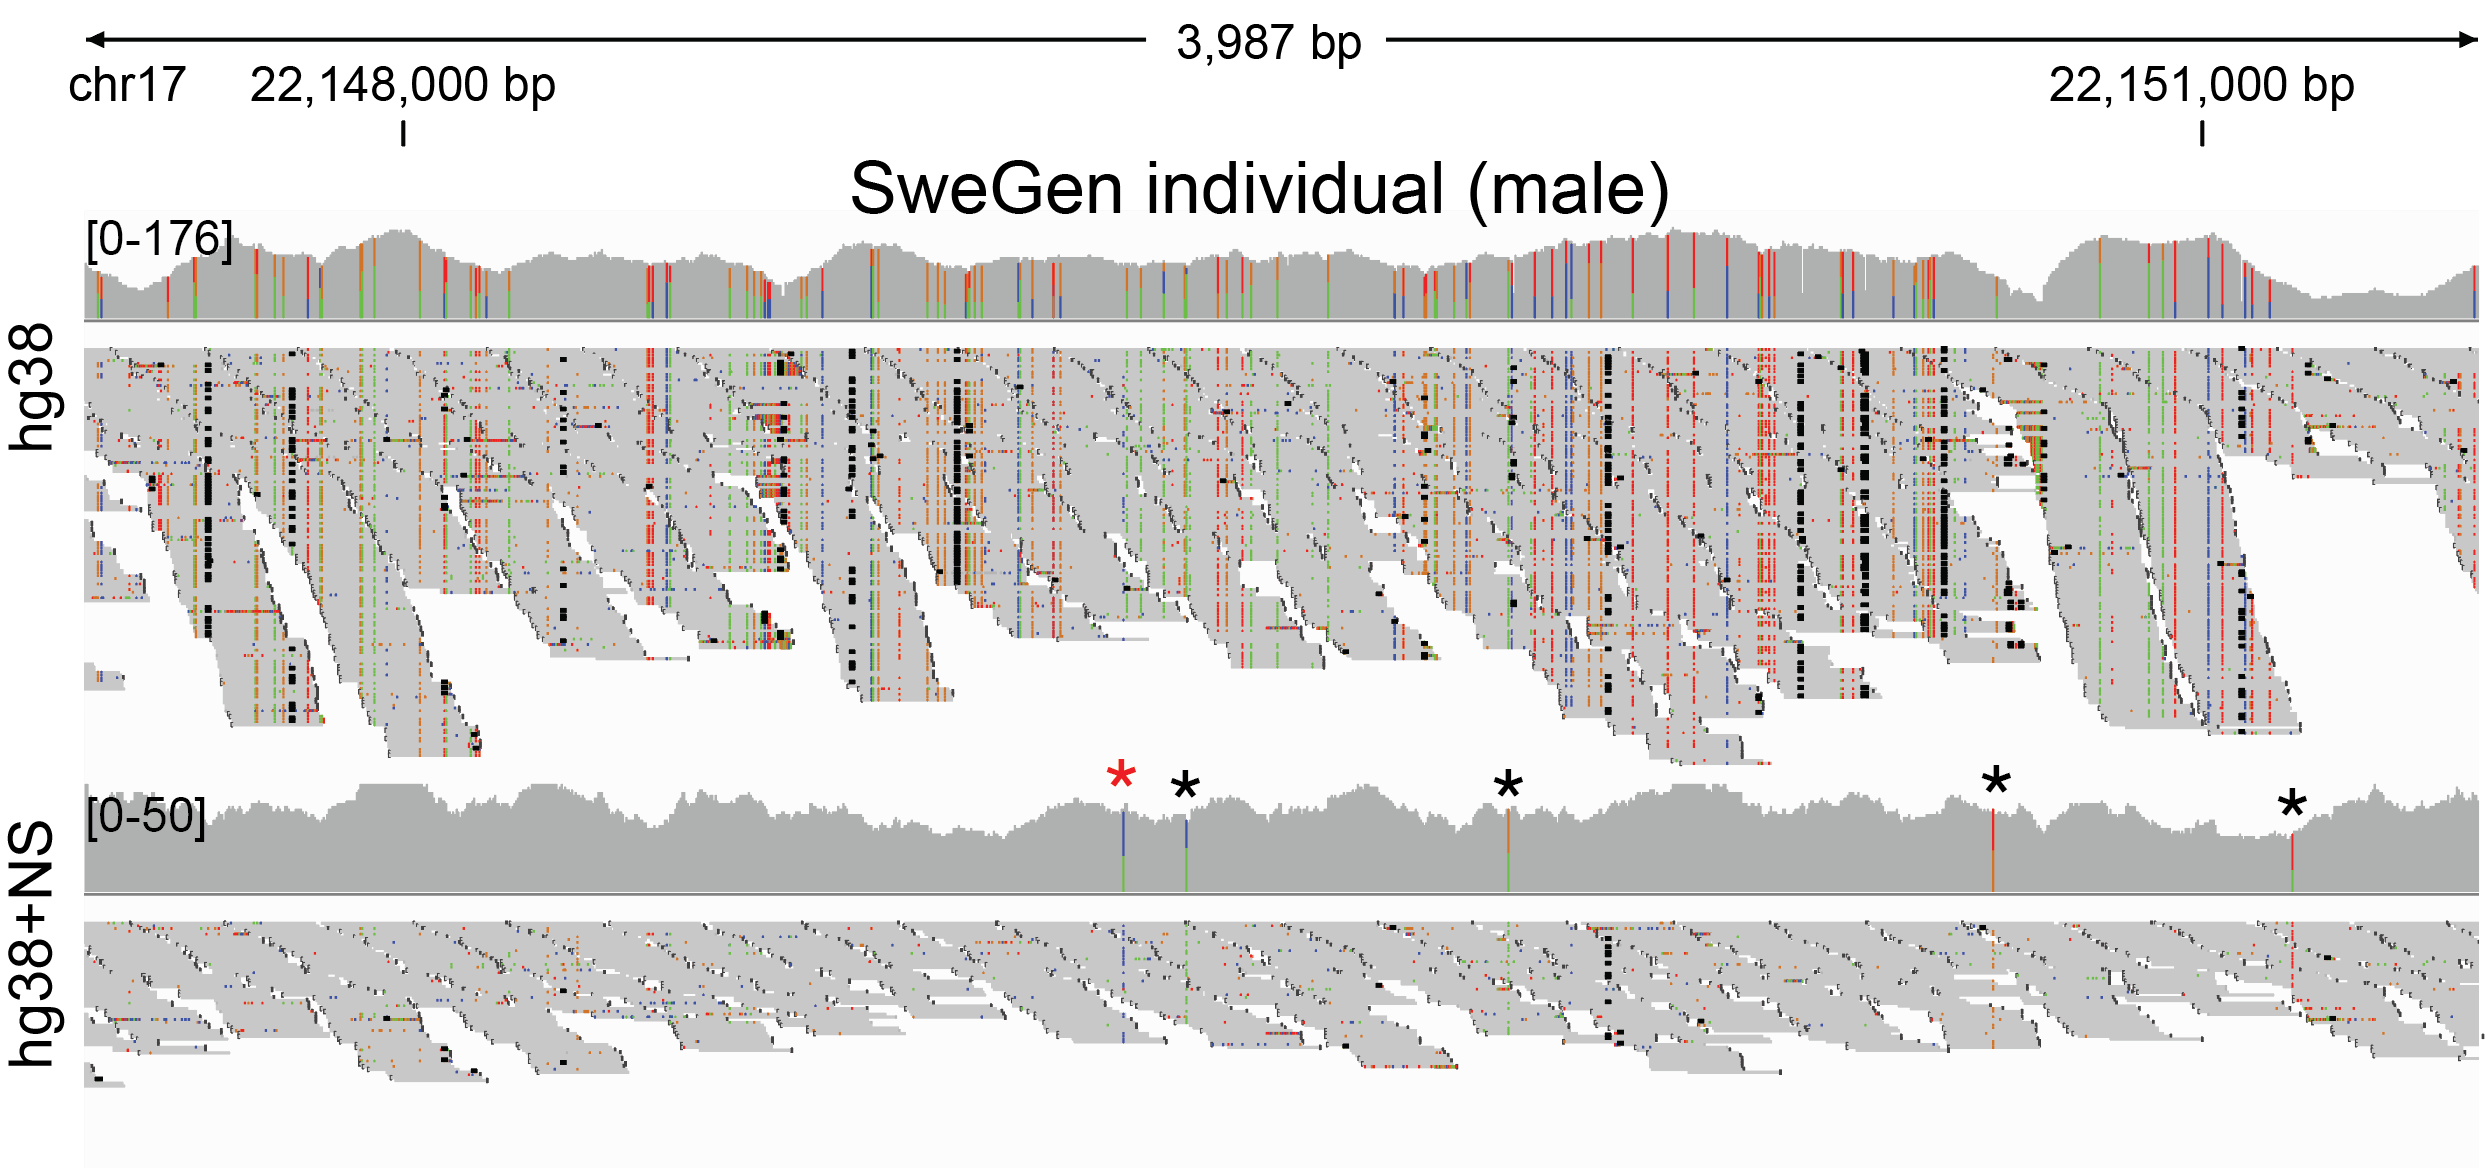 3,987 bp
chr17 22,148,000 bp 22,151,000 bp
SweGen individual (male)
[0-176]
hg38
* * * * *
[0-50]
hg38+NS